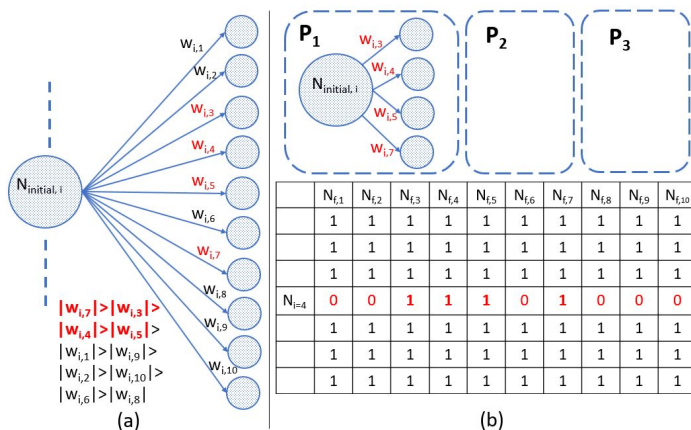 w_i,1
w_i,2
w_i,3
w_i,4
N_initial, i
w_i,5
w_i,6
w_i,7
w_i,8
w_i,9
w_i,10
|w_i,7|>|w_i,3|>
|w_i,4|>|w_i,5|>
|w_i,1|>|w_i,9|>
|w_i,2|>|w_i,10|>
|w_i,6|>|w_i,8|
(a)
P_1 P_2 P_3
w_i,3
w_i,4
N_initial, i
w_i,5
w_i,7
N_f,1 N_f,2 N_f,3 N_f,4 N_f,5 N_f,6 N_f,7 N_f,8 N_f,9 N_f,10
1 1 1 1 1 1 1 1 1 1
1 1 1 1 1 1 1 1 1 1
1 1 1 1 1 1 1 1 1 1
N_i=4 0 0 1 1 1 0 1 0 0 0
1 1 1 1 1 1 1 1 1 1
1 1 1 1 1 1 1 1 1 1
1 1 1 1 1 1 1 1 1 1
(b)